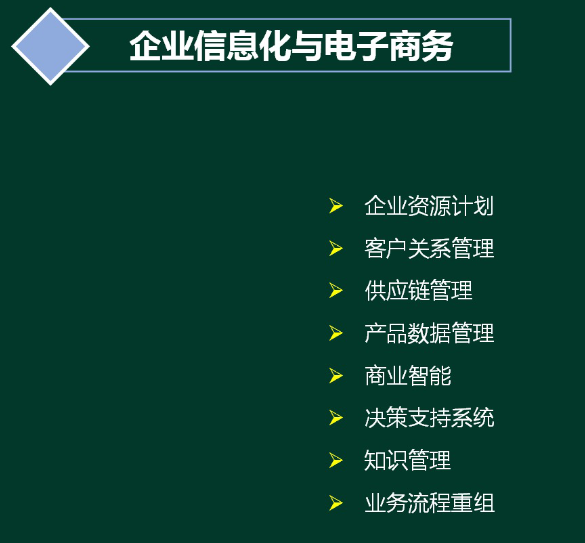 企业信息化与电子商务
企业资源计划
客户关系管理
供应链管理
产品数据管理
商业智能
决策支持系统
知识管理
业务流程重组